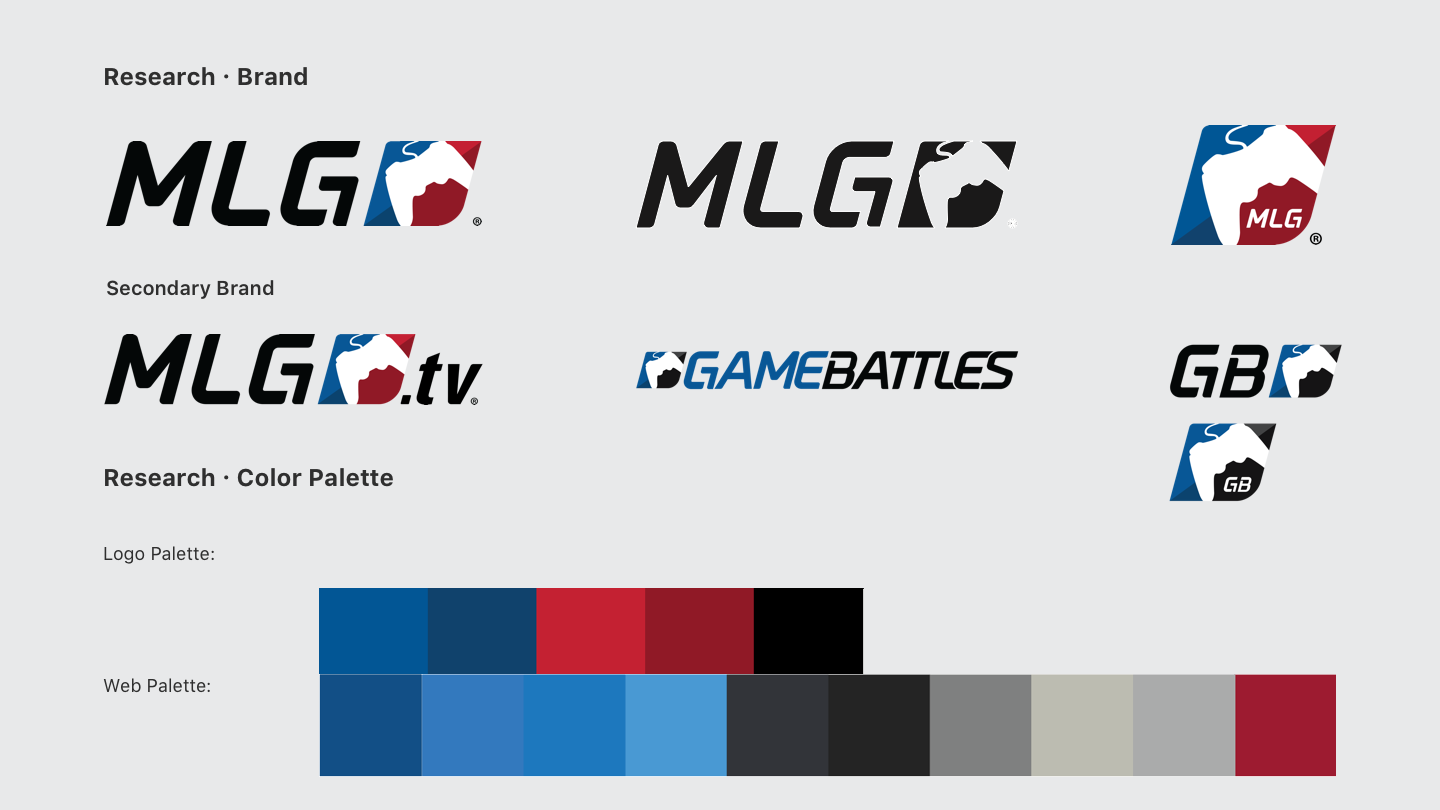 Research · Brand
MLG ®
MLG
MLG ®
Secondary Brand
MLG .tv ®
GAMEBATTLES
GB
GB
Research · Color Palette
Logo Palette:
Web Palette: